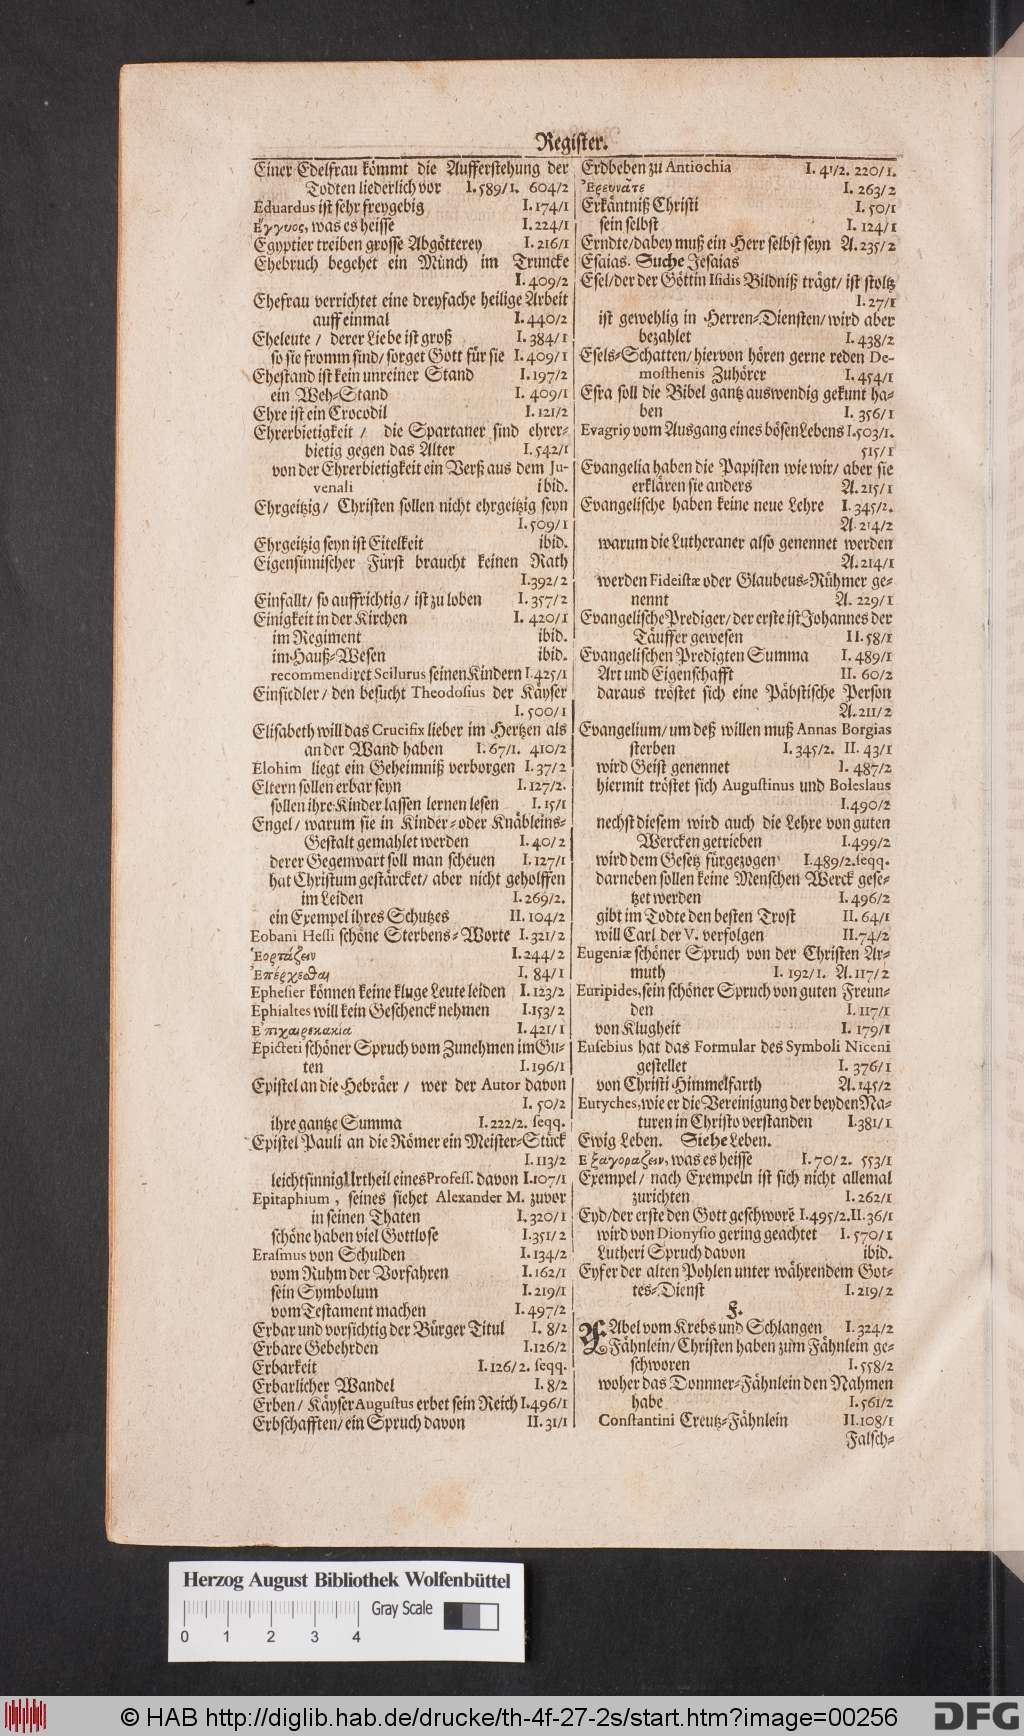 Register.
Einer Edelfrau kömmt die Aufferstehung der
Todten liederlich vor I. 589/1. 604/2
Eduardus ist sehr freygebig I. 174/1
Εγγυος, was es heisse I. 224/1
Egyptier treiben grosse Abgötterey I. 216/1
Ehebruch begehet ein Münch im Truncke
I. 409/2
Ehefrau verrichtet eine dreyfache heilige Arbeit
auff einmal I. 440/2
Eheleute / derer Liebe ist groß I. 384/1
so sie fromm sind/ sorget Gott für sie I. 409/1
Ehestand ist kein unreiner Stand I. 197/2
ein Weh-Stand I. 409/1
Ehre ist ein Crocodil I. 121/2
Ehrerbietigkeit / die Spartaner sind ehrer-
bietig gegen das Alter I. 542/1
von der Ehrerbietigkeit ein Verß aus dem Ju-
venali ibid.
Ehrgeitzig / Christen sollen nicht ehrgeitzig seyn
I. 509/1
Ehrgeitzig seyn ist Eitelkeit ibid.
Eigensinnischer Fürst braucht keinen Rath
I. 392/2
Einfallt/ so auffrichtig / ist zu loben I. 357/2
Einigkeit in der Kirchen I. 420/1
im Regiment ibid.
im Hauß-Wesen ibid.
recommendiret Scilurus seinen Kindern I. 425/1
Einsiedler / den besucht Theodosius der Käyser
I. 500/1
Elisabeth will das Crucifix lieber im Hertzen als
an der Wand haben I. 67/1. 410/2
Elohim liegt ein Geheimniß verborgen I. 37/2
Eltern sollen erbar seyn I. 127/2.
sollen ihre Kinder lassen lernen lesen I. 15/1
Engel / warum sie in Kinder- oder Knäbleins-
Gestalt gemahlet werden I. 40/2
derer Gegenwart soll man scheuen I. 127/1
hat Christum gestärcket/ aber nicht geholffen
im Leiden I. 269/2.
ein Exempel ihres Schutzes II. 104/2
Eobani Hessi schöne Sterbens-Worte I. 321/2
Ἑορτάζειν I. 244/2
Ἐπέρχεσθαι I. 84/1
Ephesier können keine kluge Leute leiden I. 123/2
Ephialtes will kein Geschenck nehmen I. 153/2
Ἐπιχαιρεκακία I. 421/1
Epicteti schöner Spruch vom Zunehmen im Gu-
ten I. 196/1
Epistel an die Hebräer / wer der Autor davon
I. 50/2
ihre gantze Summa I. 222/2. seqq.
Epistel Pauli an die Römer ein Meister-Stück
I. 113/2
leichtsinnig Urtheil eines Profess. davon I. 107/1
Epitaphium, seines siehet Alexander M. zuvor
in seinen Thaten I. 320/1
schöne haben viel Gottlose I. 351/2
Erasmus von Schulden I. 134/2
vom Ruhm der Vorfahren I. 162/1
sein Symbolum I. 219/1
vom Testament machen I. 497/2
Erbar und vorsichtig der Bürger Titul I. 8/2
Erbare Gebehrden I. 126/2
Erbarkeit I. 126/2. seqq.
Erbarlicher Wandel I. 8/2
Erben / Käyser Augustus erbet sein Reich I. 496/1
Erbschafften/ ein Spruch davon II. 31/1
Erdbeben zu Antiochia I. 41/2. 220/1.
Ἐρευνᾶτε I. 263/2
Erkäntniß Christi I. 50/1
sein selbst I. 124/1
Erndte/ dabey muß ein Herr selbst seyn A. 235/2
Esaias. Suche Jesaias
Esel/ der der Göttin Isidis Bildniß trägt/ ist stoltz
I. 27/1
ist gewehlig in Herren-Diensten/ wird aber
bezahlet I. 438/2
Esels-Schatten/ hiervon hören gerne reden De-
mosthenis Zuhörer I. 454/1
Esra soll die Bibel gantz auswendig gekunt ha-
ben I. 356/1
Evagrig vom Ausgang eines bösen Lebens I. 503/1.
515/1
Evangelia haben die Papisten wie wir/ aber sie
erklären sie anders A. 215/1
Evangelische haben keine neue Lehre I. 345/2.
A. 214/2
warum die Lutheraner also genennet werden
A. 214/1
werden Fideistæ oder Glaubeus-Rühmer ge-
nennt A. 229/1
Evangelische Prediger/ der erste ist Johannes der
Täuffer gewesen II. 58/1
Evangelischen Predigten Summa I. 489/1
Art und Eigenschafft II. 60/2
daraus tröstet sich eine Päbstische Person
A. 211/2
Evangelium/ um deß willen muß Annas Borgias
sterben I. 345/2. II. 43/1
wird Geist genennet I. 487/2
hiermit tröstet sich Augustinus und Boleslaus
I. 490/2
nechst diesem wird auch die Lehre von guten
Wercken getrieben I. 499/2
wird dem Gesetz fürgezogen I. 489/2. seqq.
darneben sollen keine Menschen Werck gese-
tzet werden I. 496/2
gibt im Todte den besten Trost II. 64/1
will Carl der V. verfolgen II. 74/2
Eugeniæ schöner Spruch von der Christen Ar-
muth I. 192/1. A. 117/2
Euripides, sein schöner Spruch von guten Freun-
den I. 117/1
von Klugheit I. 179/1
Eusebius hat das Formular des Symboli Niceni
gestellet I. 376/1
von Christi Himmelfarth A. 145/2
Eutyches, wie er die Vereinigung der beyden Na-
turen in Christo verstanden I. 381/1
Ewig Leben. Siehe Leben.
Εξαγοραζειν, was es heisse I. 70/2. 553/1
Exempel/ nach Exempeln ist sich nicht allemal
zurichten I. 262/1
Eyd/ der erste den Gott geschworē I. 495/2. II. 36/1
wird von Dionysio gering geachtet I. 570/1
Lutheri Spruch davon ibid.
Eyfer der alten Pohlen unter währendem Got-
tes-Dienst I. 219/2
F.
FAbel vom Krebs und Schlangen I. 324/2
Fähnlein/ Christen haben zum Fähnlein ge-
schworen I. 558/2
woher das Donnner-Fähnlein den Nahmen
habe I. 561/2
Constantini Creutz-Fähnlein II. 108/1
Falsch-
Herzog August Bibliothek Wolfenbüttel
Gray Scale
0 1 2 3 4
© HAB http://diglib.hab.de/drucke/th-4f-27-2s/start.htm?image=00256
DFG